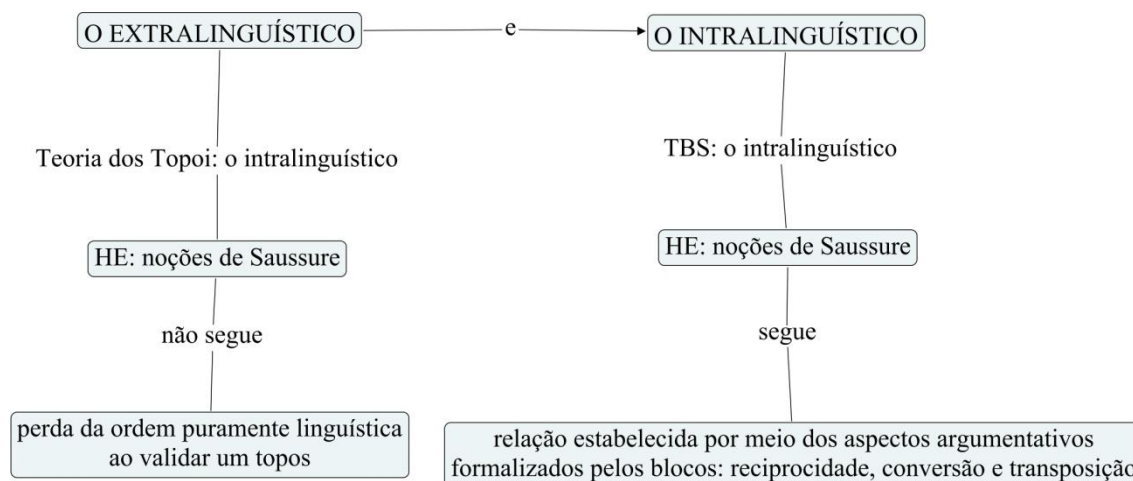 O EXTRALINGUÍSTICO
e
O INTRALINGUÍSTICO
Teoria dos Topoi: o intralinguístico
TBS: o intralinguístico
HE: noções de Saussure
HE: noções de Saussure
não segue
segue
perda da ordem puramente linguística
ao validar um topos
relação estabelecida por meio dos aspectos argumentativos
formalizados pelos blocos: reciprocidade, conversão e transposição